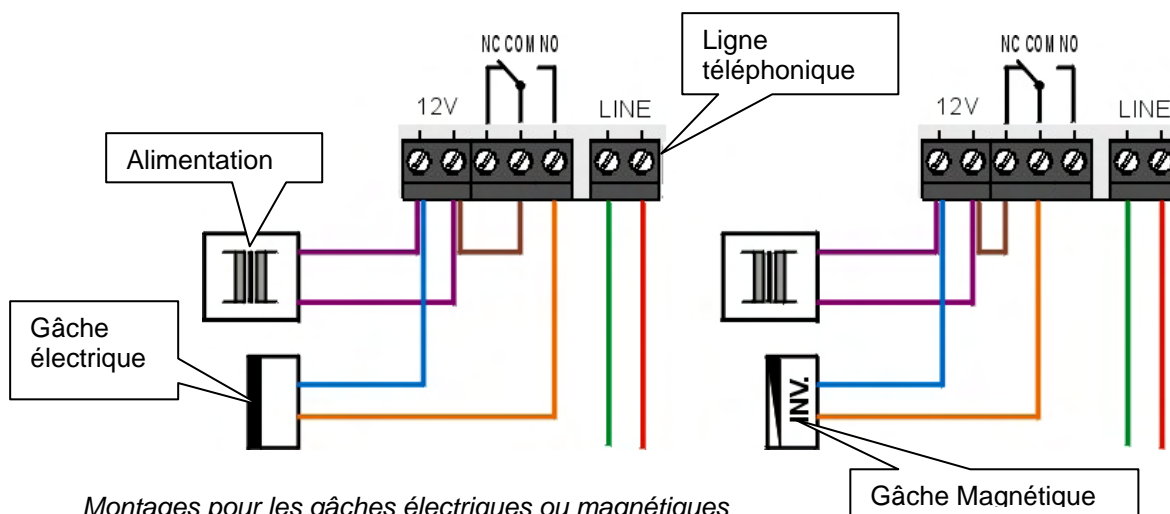 NC COM NO
Ligne
téléphonique
NC COM NO
12V
LINE
12V
LINE
Alimentation
Gâche
électrique
INV.
Gâche Magnétique
Montages pour les gâches électriques ou magnétiques